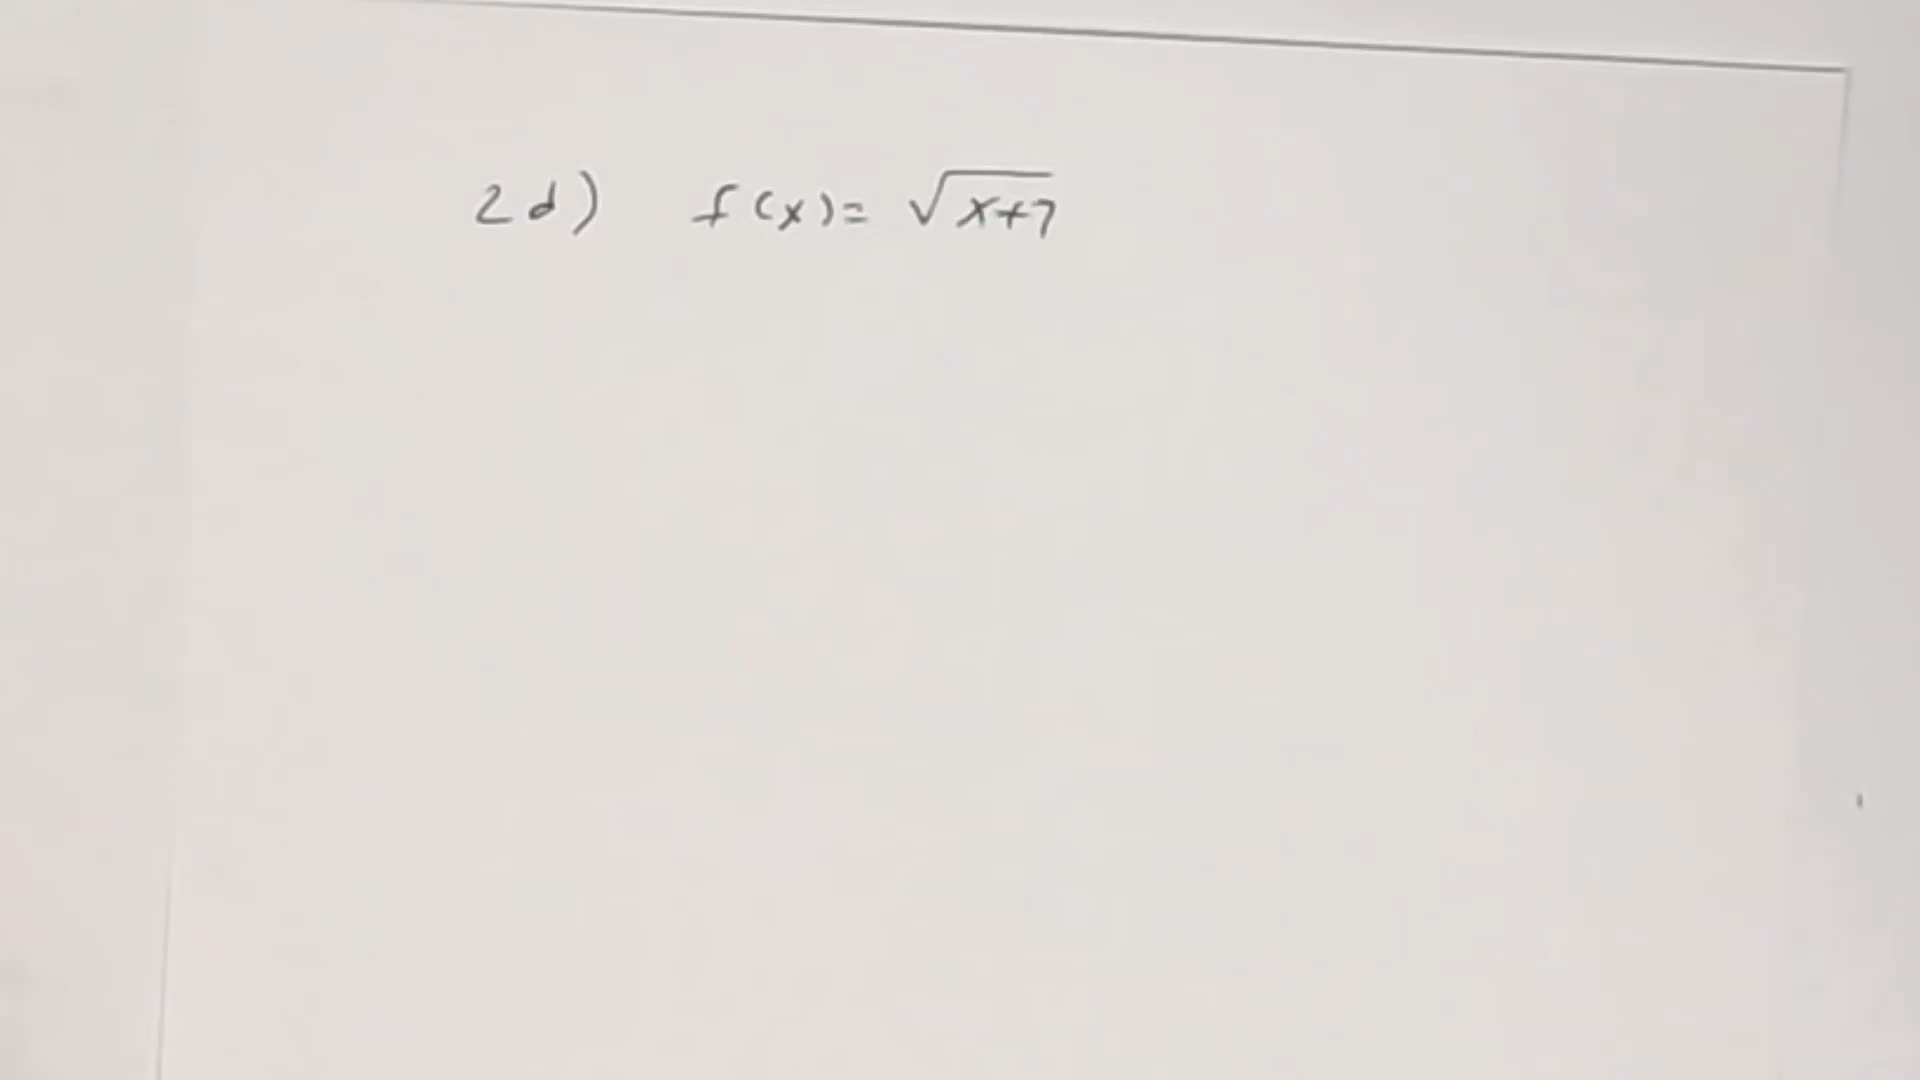 2d) f(x)= √x+7